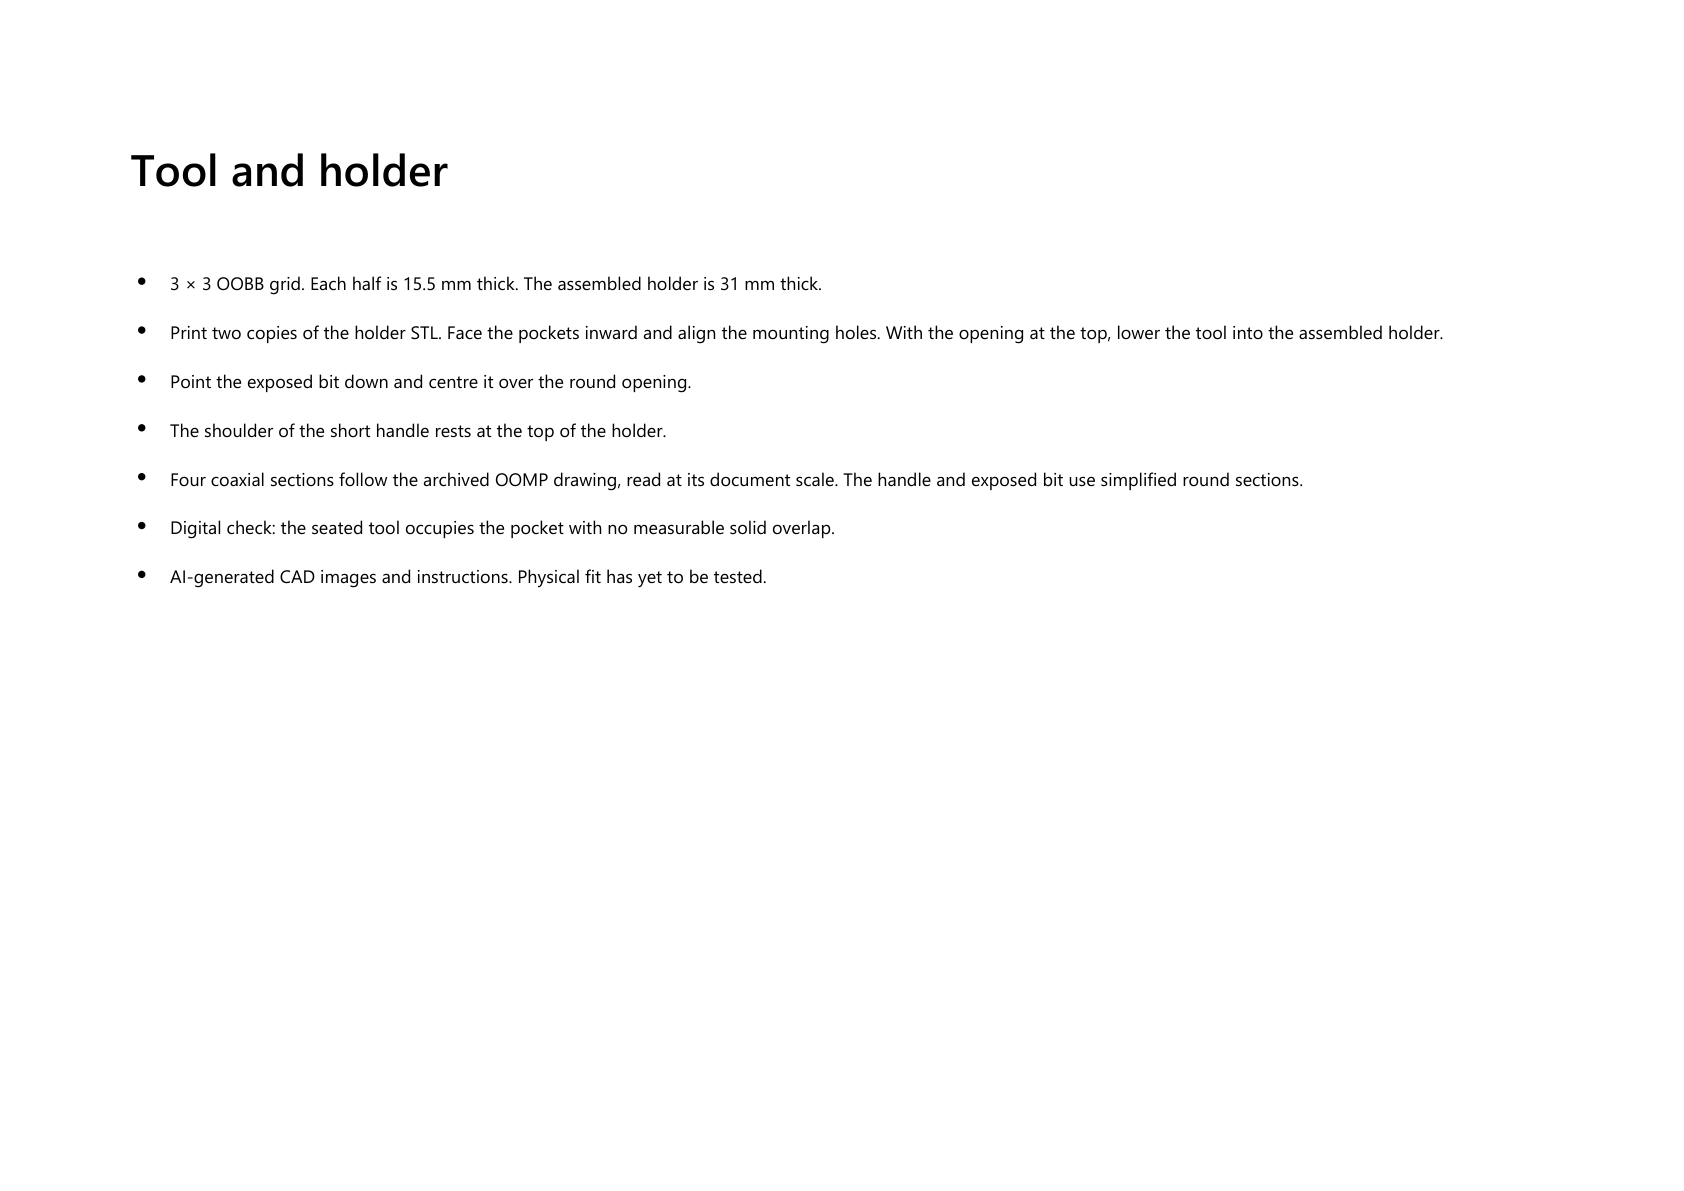 Tool and holder
• 3 × 3 OOBB grid. Each half is 15.5 mm thick. The assembled holder is 31 mm thick.
• Print two copies of the holder STL. Face the pockets inward and align the mounting holes. With the opening at the top, lower the tool into the assembled holder.
• Point the exposed bit down and centre it over the round opening.
• The shoulder of the short handle rests at the top of the holder.
• Four coaxial sections follow the archived OOMP drawing, read at its document scale. The handle and exposed bit use simplified round sections.
• Digital check: the seated tool occupies the pocket with no measurable solid overlap.
• AI-generated CAD images and instructions. Physical fit has yet to be tested.